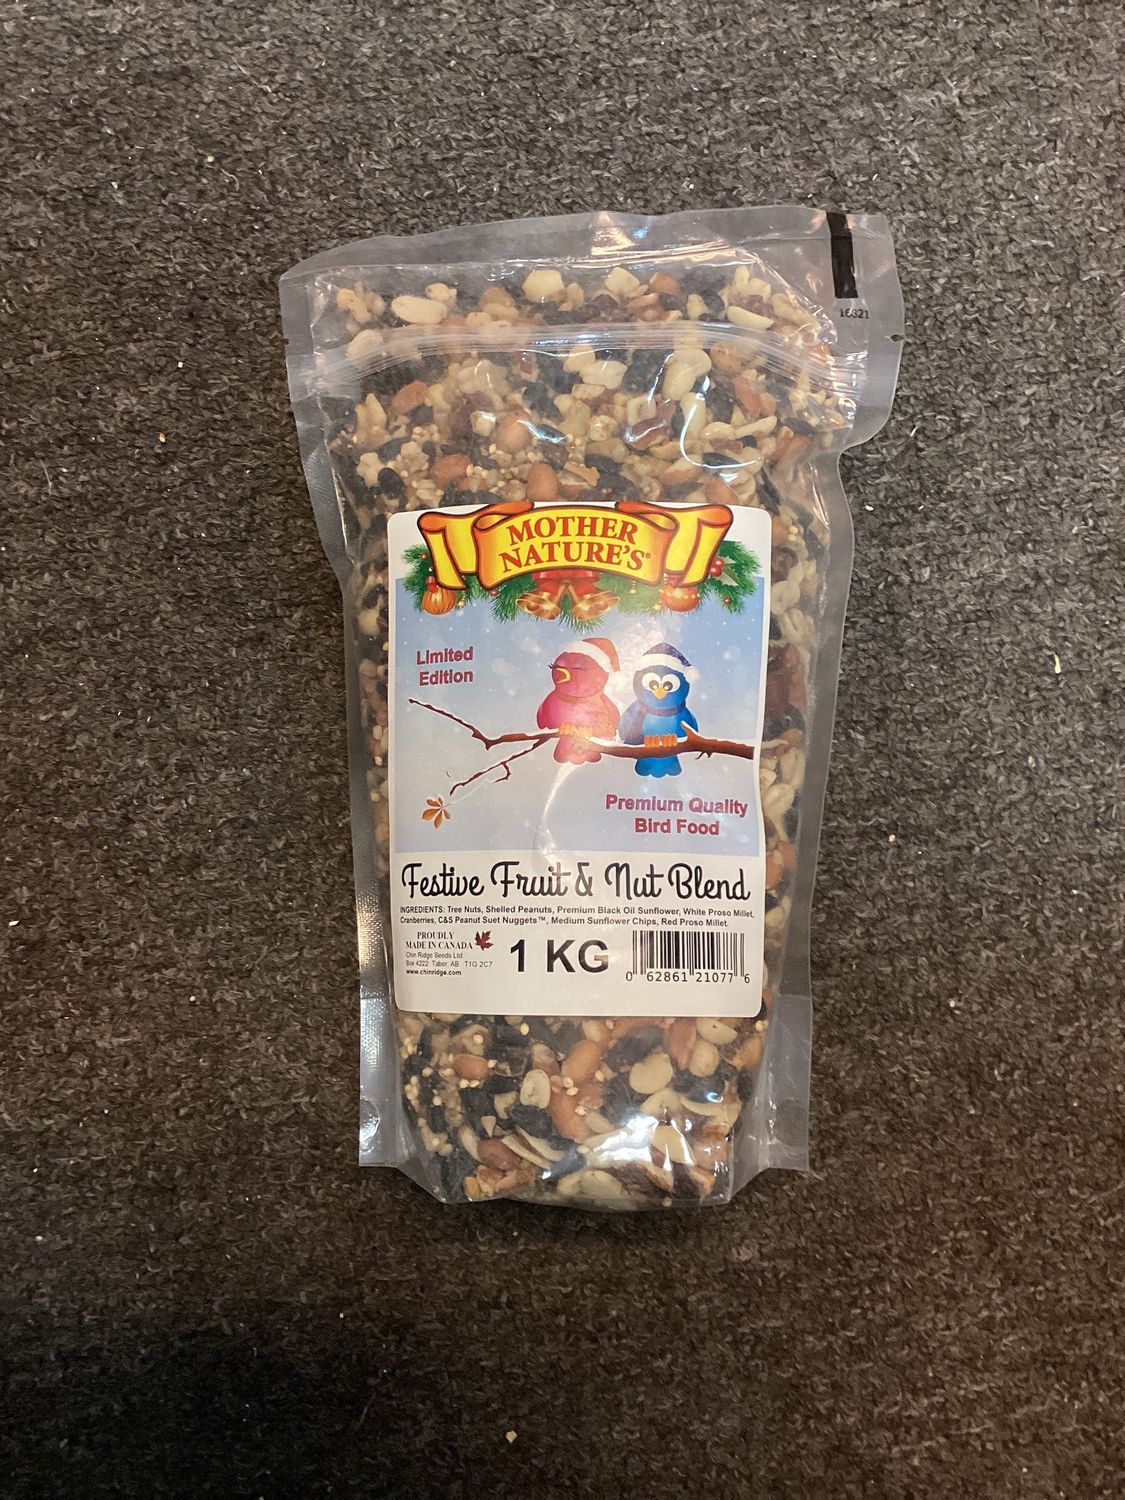 16321
MOTHER
NATURE'S®
Limited
Edition
Premium Quality
Bird Food
Festive Fruit & Nut Blend
INGREDIENTS: Tree Nuts, Shelled Peanuts, Premium Black Oil Sunflower, White Proso Millet,
Cranberries, C&S Peanut Suet Nuggets™, Medium Sunflower Chips, Red Proso Millet.
PROUDLY
MADE IN CANADA
Chin Ridge Seeds Ltd
Box 4222 Taber, AB T1G 2C7
www.chinridge.com
1 KG
0 62861 21077 6